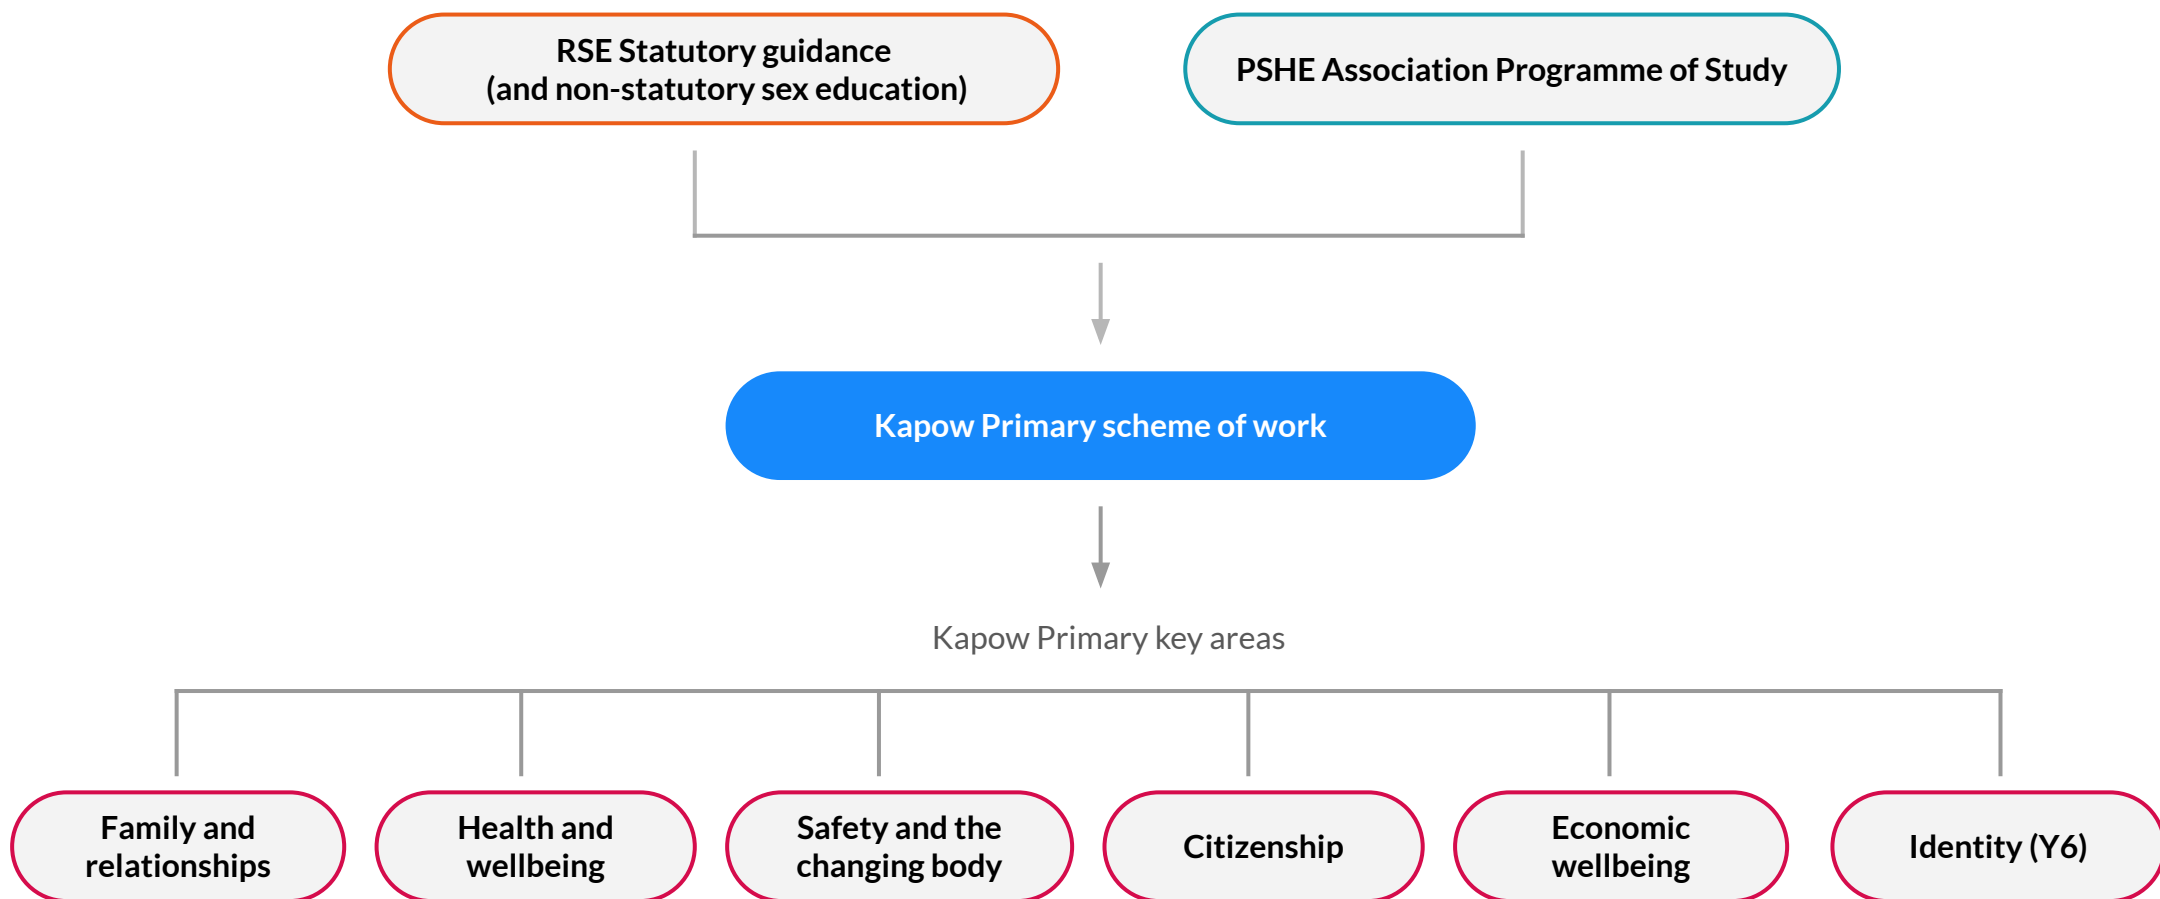 RSE Statutory guidance
(and non-statutory sex education)
PSHE Association Programme of Study
Kapow Primary scheme of work
Kapow Primary key areas
Family and
relationships
Health and
wellbeing
Safety and the
changing body
Citizenship
Economic
wellbeing
Identity (Y6)